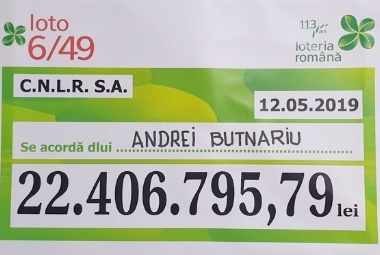 loto
6/49
113 ani
loteria
română
C.N.L.R. S.A.
12.05.2019
Se acordă dlui ANDREI BUTNARIU
22.406.795,79 lei